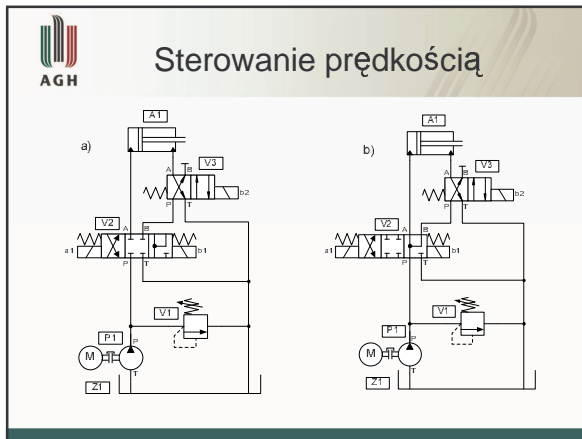 AGH
Sterowanie prędkością
a)
A1
V3
A B
b2
P T
V2
A B
a1 b1
P T
V1
P1
P
M
T
Z1
b)
A1
V3
A B
b2
P T
V2
A B
a1 b1
P T
V1
P1
P
M
T
Z1